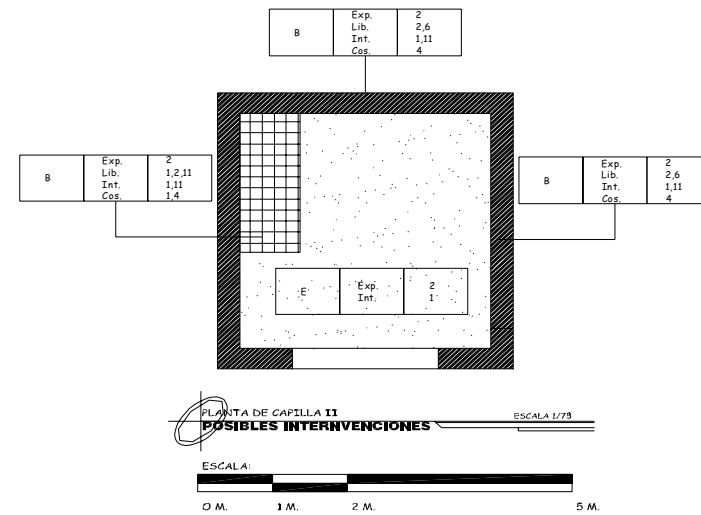 B Exp. 2
Lib. 2,6
Int. 1,11
Cos. 4
B Exp. 2
Lib. 1,2,11
Int. 1,11
Cos. 1,4
B Exp. 2
Lib. 2,6
Int. 1,11
Cos. 4
E Exp. 2
Int. 1
PLANTA DE CAPILLA II
ESCALA 1/75
POSIBLES INTERNVENCIONES
ESCALA:
0 M. 1 M. 2 M. 5 M.